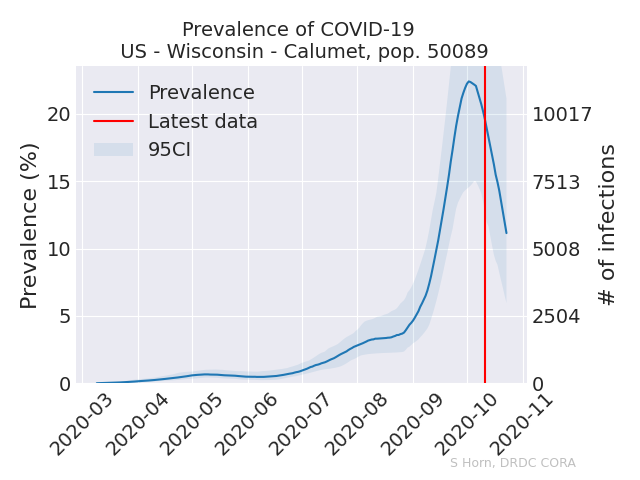 Prevalence of COVID-19
US - Wisconsin - Calumet, pop. 50089
Prevalence
Latest data
95CI
Prevalence (%)
20
15
10
5
0
10017
7513
5008
2504
0
# of infections
2020-03
2020-04
2020-05
2020-06
2020-07
2020-08
2020-09
2020-10
2020-11
S Horn, DRDC CORA